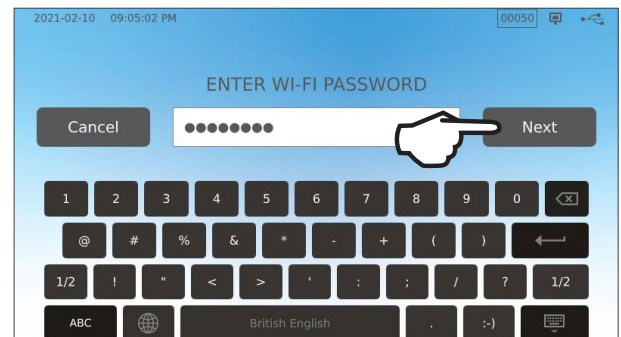 2021-02-10 09:05:02 PM 00050
ENTER WI-FI PASSWORD
Cancel ●●●●●●●● Next
1 2 3 4 5 6 7 8 9 0
@ # % & * - + ( )
1/2 ! " < > ' : ; / ? 1/2
ABC British English . :-)